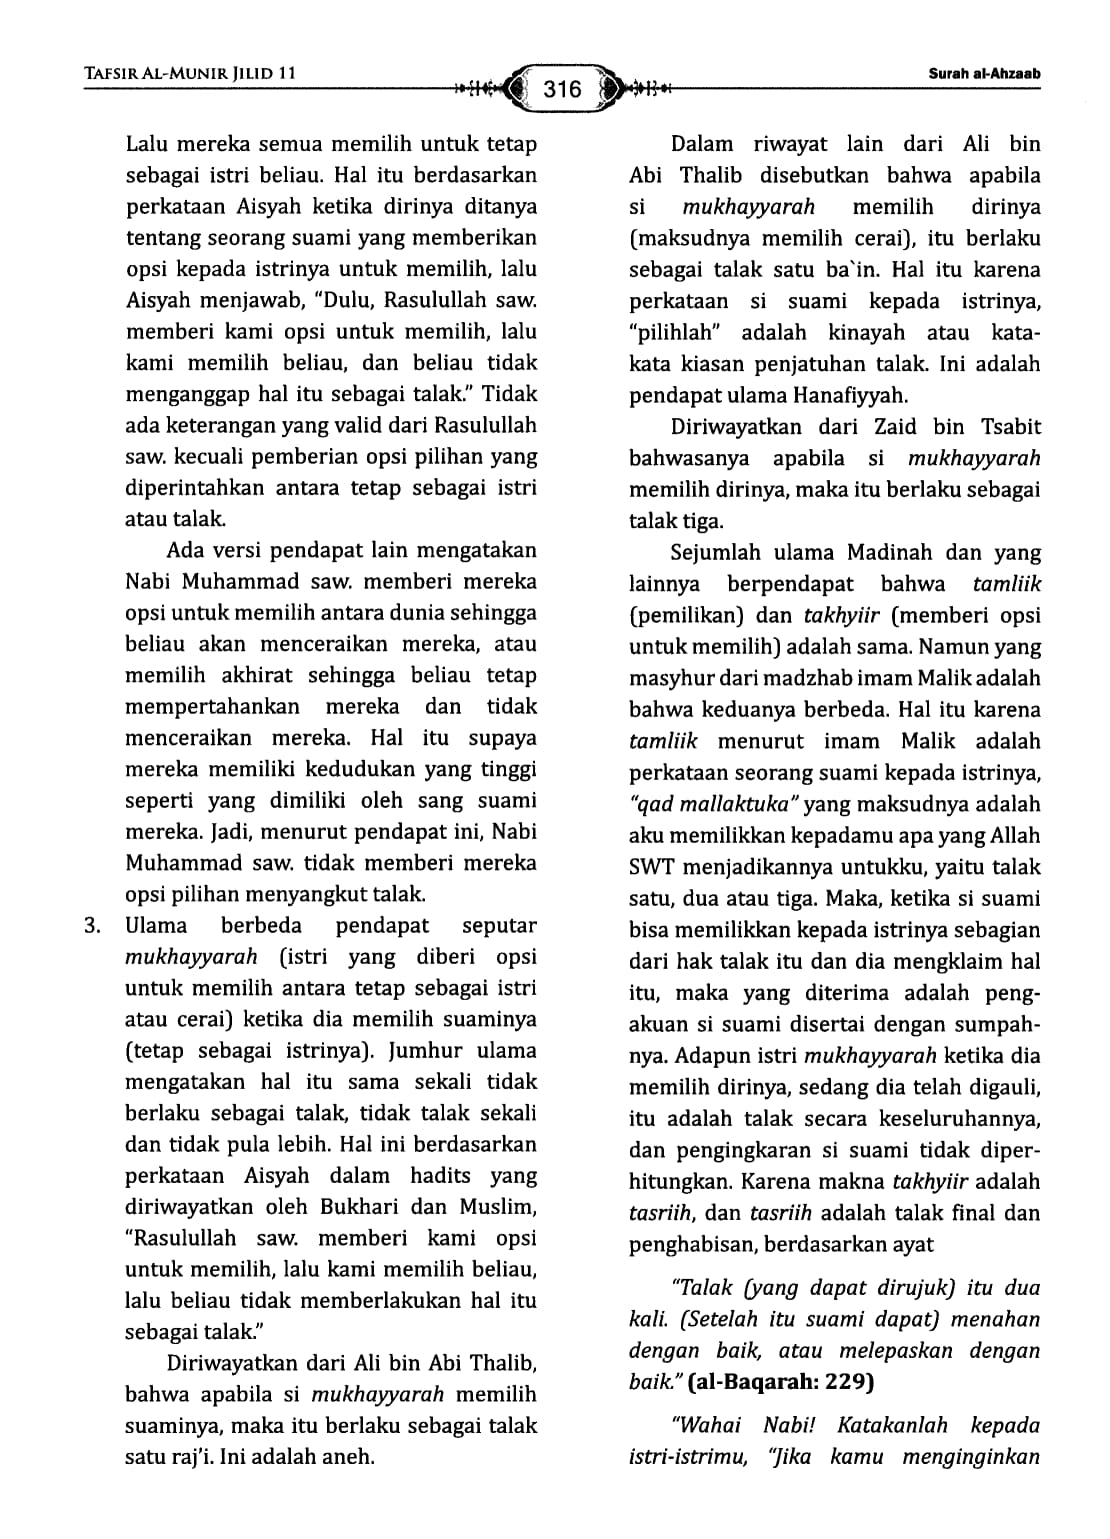 TAFSIR AL-MUNIR JILID 11
316
Surah al-Ahzaab
Lalu mereka semua memilih untuk tetap
sebagai istri beliau. Hal itu berdasarkan
perkataan Aisyah ketika dirinya ditanya
tentang seorang suami yang memberikan
opsi kepada istrinya untuk memilih, lalu
Aisyah menjawab, “Dulu, Rasulullah saw.
memberi kami opsi untuk memilih, lalu
kami memilih beliau, dan beliau tidak
menganggap hal itu sebagai talak.” Tidak
ada keterangan yang valid dari Rasulullah
saw. kecuali pemberian opsi pilihan yang
diperintahkan antara tetap sebagai istri
atau talak.
Ada versi pendapat lain mengatakan
Nabi Muhammad saw. memberi mereka
opsi untuk memilih antara dunia sehingga
beliau akan menceraikan mereka, atau
memilih akhirat sehingga beliau tetap
mempertahankan mereka dan tidak
menceraikan mereka. Hal itu supaya
mereka memiliki kedudukan yang tinggi
seperti yang dimiliki oleh sang suami
mereka. Jadi, menurut pendapat ini, Nabi
Muhammad saw. tidak memberi mereka
opsi pilihan menyangkut talak.
3. Ulama berbeda pendapat seputar
mukhayyarah (istri yang diberi opsi
untuk memilih antara tetap sebagai istri
atau cerai) ketika dia memilih suaminya
(tetap sebagai istrinya). Jumhur ulama
mengatakan hal itu sama sekali tidak
berlaku sebagai talak, tidak talak sekali
dan tidak pula lebih. Hal ini berdasarkan
perkataan Aisyah dalam hadits yang
diriwayatkan oleh Bukhari dan Muslim,
“Rasulullah saw. memberi kami opsi
untuk memilih, lalu kami memilih beliau,
lalu beliau tidak memberlakukan hal itu
sebagai talak.”
Diriwayatkan dari Ali bin Abi Thalib,
bahwa apabila si mukhayyarah memilih
suaminya, maka itu berlaku sebagai talak
satu raj’i. Ini adalah aneh.
Dalam riwayat lain dari Ali bin
Abi Thalib disebutkan bahwa apabila
si mukhayyarah memilih dirinya
(maksudnya memilih cerai), itu berlaku
sebagai talak satu ba`in. Hal itu karena
perkataan si suami kepada istrinya,
“pilihlah” adalah kinayah atau kata-
kata kiasan penjatuhan talak. Ini adalah
pendapat ulama Hanafiyyah.
Diriwayatkan dari Zaid bin Tsabit
bahwasanya apabila si mukhayyarah
memilih dirinya, maka itu berlaku sebagai
talak tiga.
Sejumlah ulama Madinah dan yang
lainnya berpendapat bahwa tamliik
(pemilikan) dan takhyiir (memberi opsi
untuk memilih) adalah sama. Namun yang
masyhur dari madzhab imam Malik adalah
bahwa keduanya berbeda. Hal itu karena
tamliik menurut imam Malik adalah
perkataan seorang suami kepada istrinya,
“qad mallaktuka” yang maksudnya adalah
aku memilikkan kepadamu apa yang Allah
SWT menjadikannya untukku, yaitu talak
satu, dua atau tiga. Maka, ketika si suami
bisa memilikkan kepada istrinya sebagian
dari hak talak itu dan dia mengklaim hal
itu, maka yang diterima adalah peng-
akuan si suami disertai dengan sumpah-
nya. Adapun istri mukhayyarah ketika dia
memilih dirinya, sedang dia telah digauli,
itu adalah talak secara keseluruhannya,
dan pengingkaran si suami tidak diper-
hitungkan. Karena makna takhyiir adalah
tasriih, dan tasriih adalah talak final dan
penghabisan, berdasarkan ayat
“Talak (yang dapat dirujuk) itu dua
kali. (Setelah itu suami dapat) menahan
dengan baik, atau melepaskan dengan
baik.” (al-Baqarah: 229)
“Wahai Nabi! Katakanlah kepada
istri-istrimu, “Jika kamu menginginkan